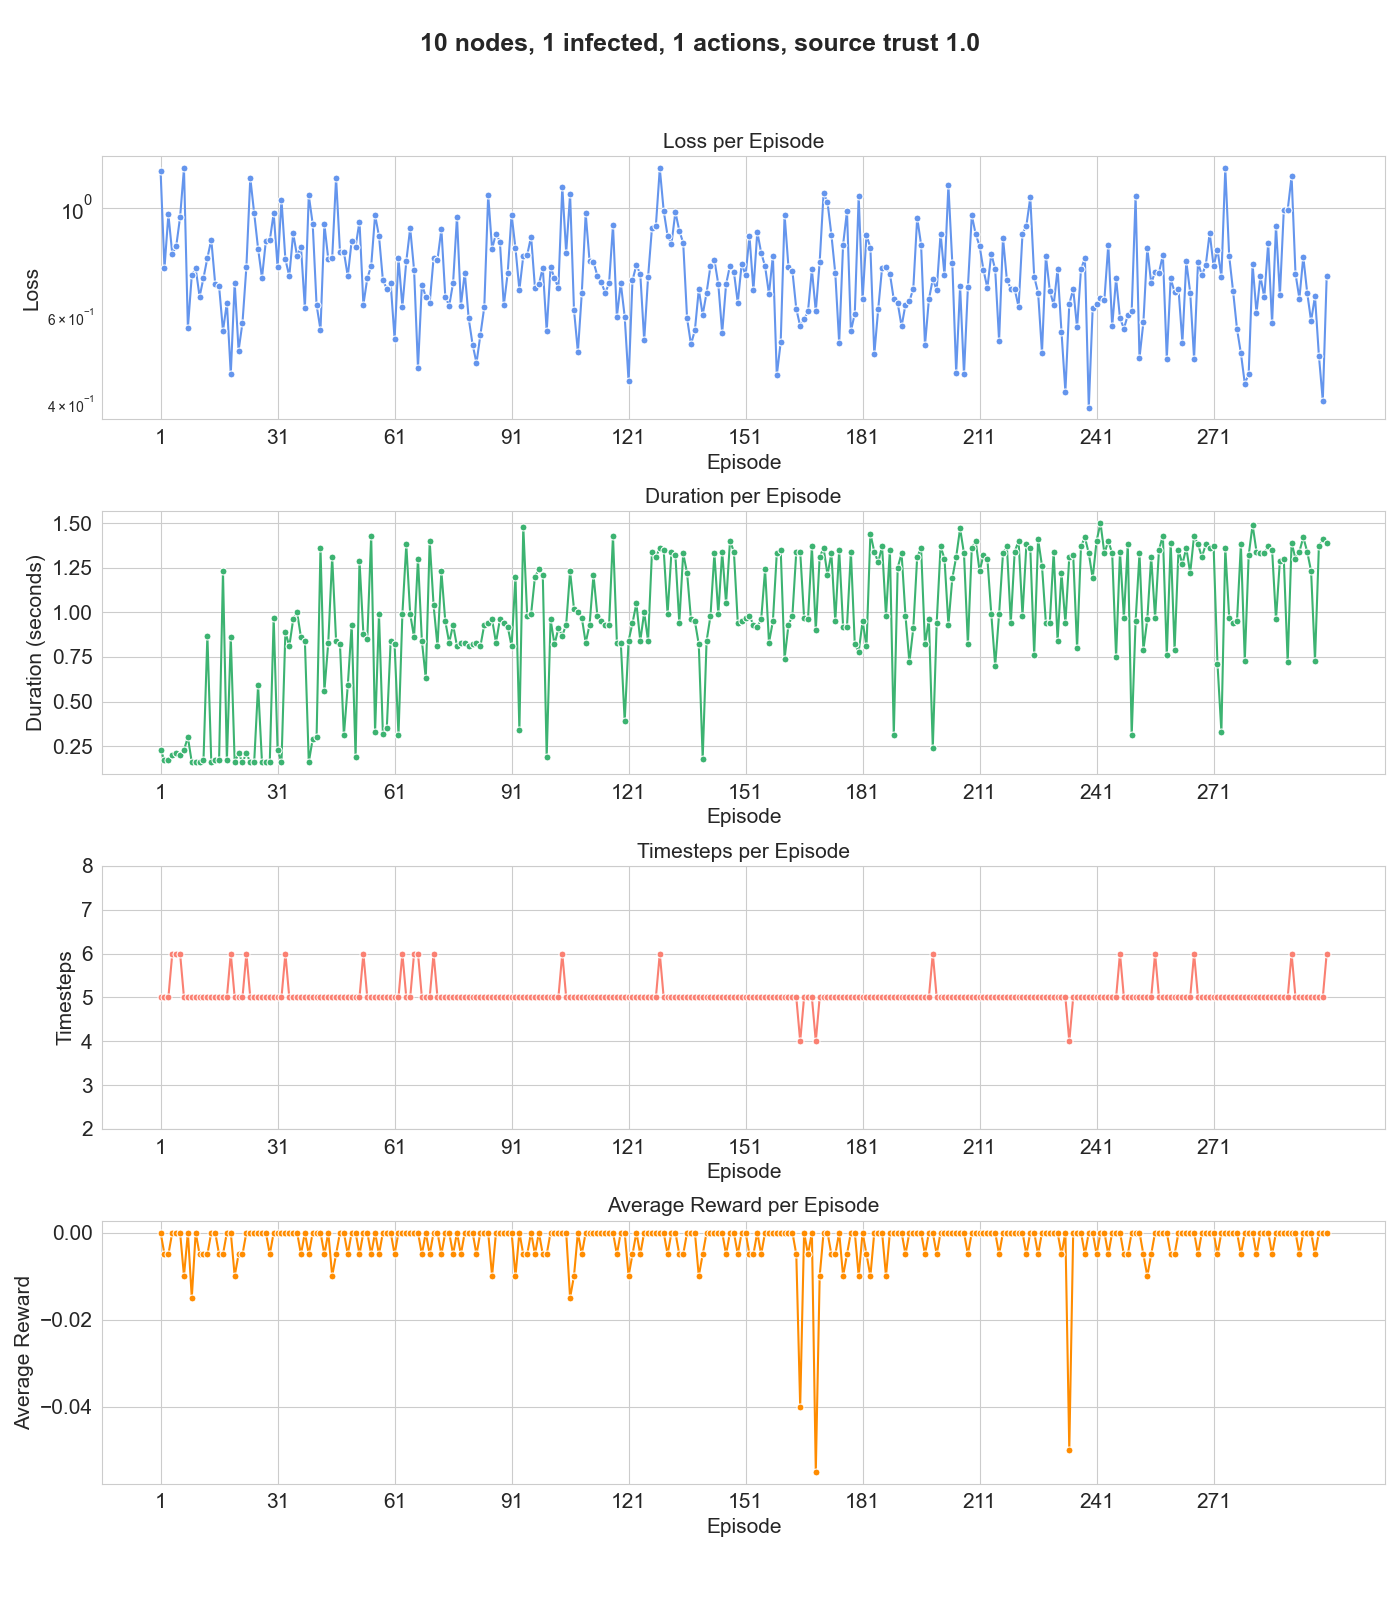 10 nodes, 1 infected, 1 actions, source trust 1.0
Loss per Episode
Loss
10^0
6 × 10^−1
4 × 10^−1
1 31 61 91 121 151 181 211 241 271
Episode
Duration per Episode
Duration (seconds)
1.50
1.25
1.00
0.75
0.50
0.25
1 31 61 91 121 151 181 211 241 271
Episode
Timesteps per Episode
Timesteps
8
7
6
5
4
3
2
1 31 61 91 121 151 181 211 241 271
Episode
Average Reward per Episode
Average Reward
0.00
−0.02
−0.04
1 31 61 91 121 151 181 211 241 271
Episode